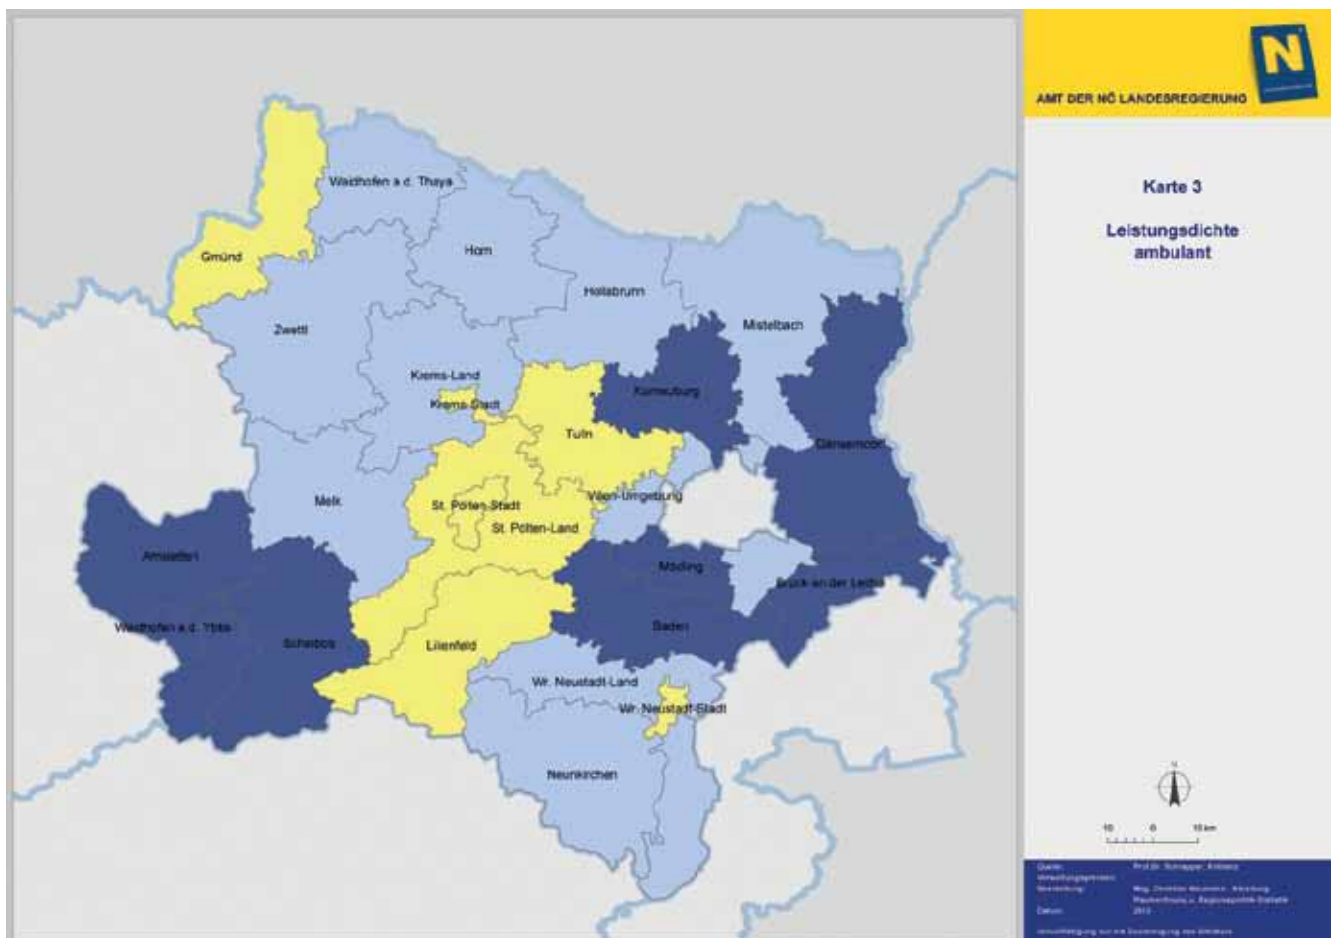 N
AMT DER NÖ LANDESREGIERUNG
Karte 3
Leistungsdichte
ambulant
Waidhofen a.d. Thaya
Horn
Gmünd
Hollabrunn
Zwettl
Mistelbach
Krems-Land
Korneuburg
Krems-Stadt
Tulln
Gänserndorf
Wien-Umgebung
Melk
St. Pölten-Stadt
St. Pölten-Land
Amstetten
Mödling
Bruck an der Leitha
Waidhofen a.d. Ybbs
Scheibbs
Baden
Lilienfeld
Wr. Neustadt-Land
Wr. Neustadt-Stadt
Neunkirchen
N
10 0 10 km
Quelle:
Datum: